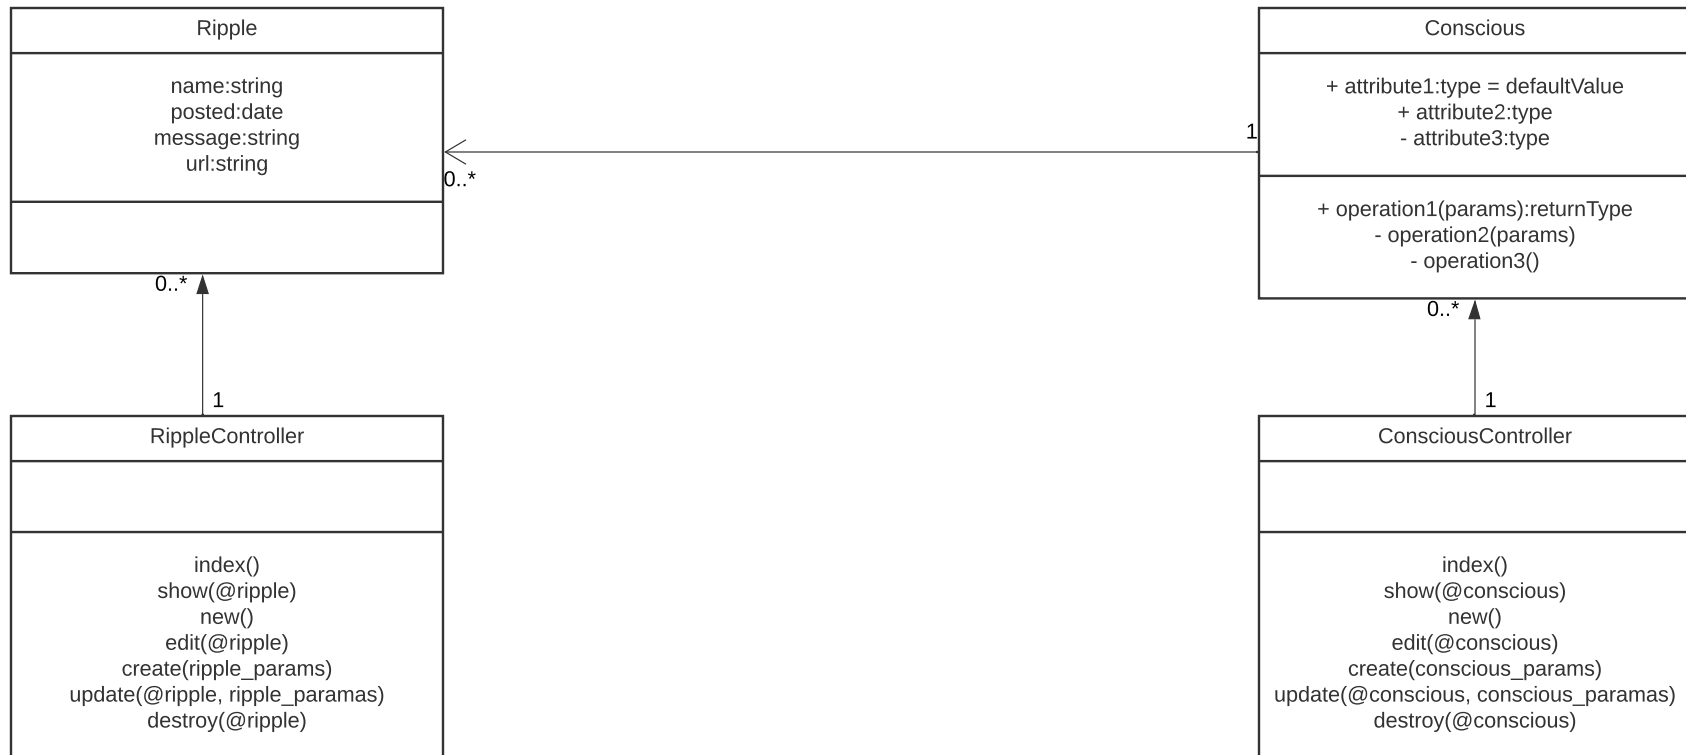 Ripple
name:string
posted:date
message:string
url:string
0..*
1
Conscious
+ attribute1:type = defaultValue
+ attribute2:type
- attribute3:type
+ operation1(params):returnType
- operation2(params)
- operation3()
0..*
1
RippleController
index()
show(@ripple)
new()
edit(@ripple)
create(ripple_params)
update(@ripple, ripple_paramas)
destroy(@ripple)
0..*
1
ConsciousController
index()
show(@conscious)
new()
edit(@conscious)
create(conscious_params)
update(@conscious, conscious_paramas)
destroy(@conscious)